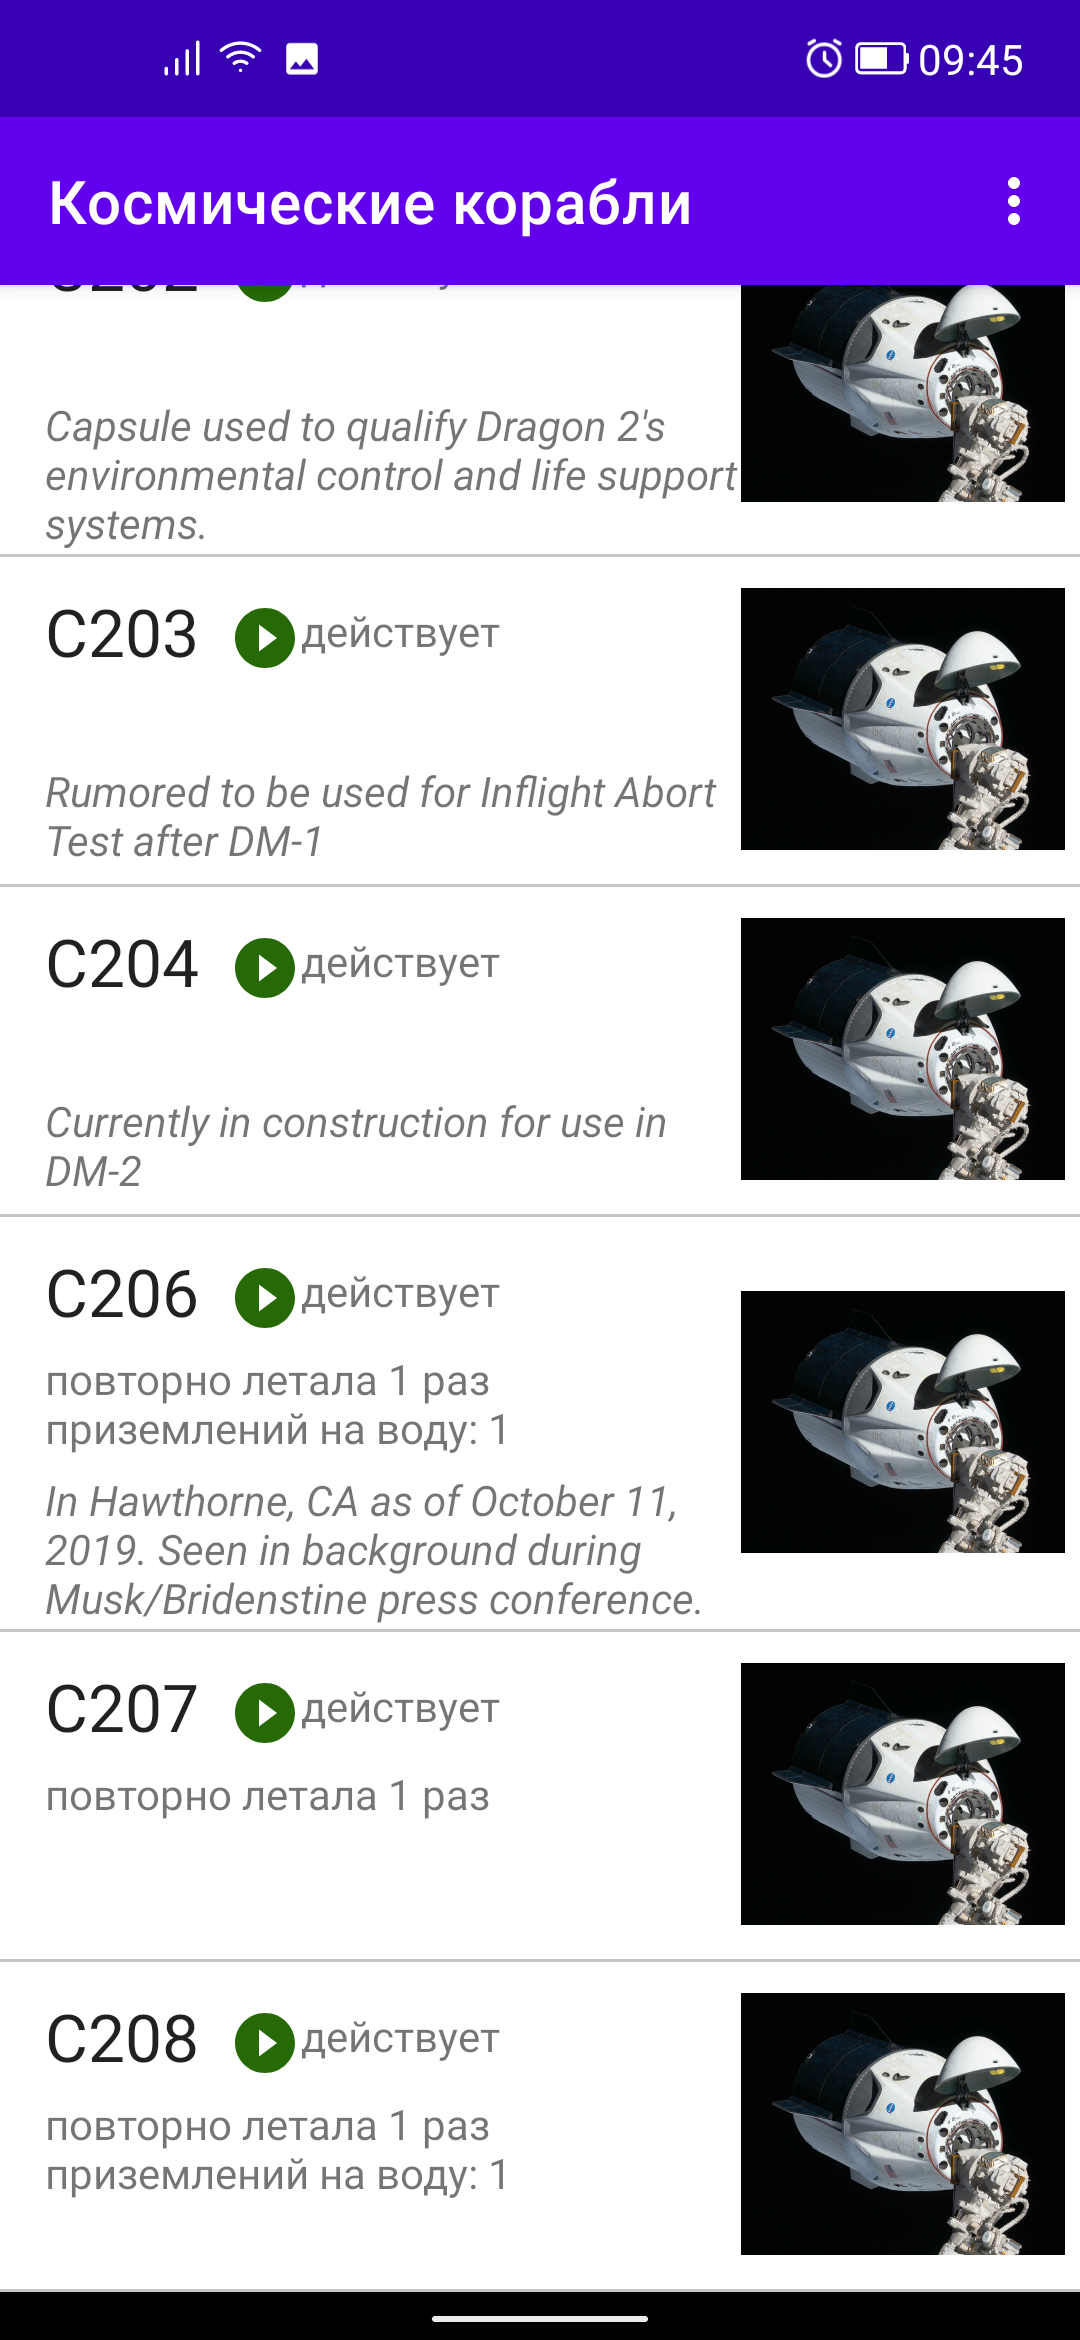 09:45
Космические корабли
Capsule used to qualify Dragon 2's
environmental control and life support
systems.
C203 действует
Rumored to be used for Inflight Abort
Test after DM-1
C204 действует
Currently in construction for use in
DM-2
C206 действует
повторно летала 1 раз
приземлений на воду: 1
In Hawthorne, CA as of October 11,
2019. Seen in background during
Musk/Bridenstine press conference.
C207 действует
повторно летала 1 раз
C208 действует
повторно летала 1 раз
приземлений на воду: 1